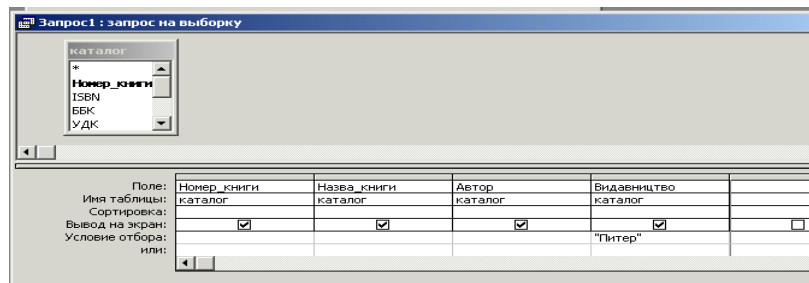 Запрос1 : запрос на выборку
каталог
*
Номер_книги
ISBN
ББК
УДК
Поле: Номер_книги Назва_книги Автор Видавництво
Имя таблицы: каталог каталог каталог каталог
Сортировка:
Вывод на экран:
Условие отбора: "Питер"
или: